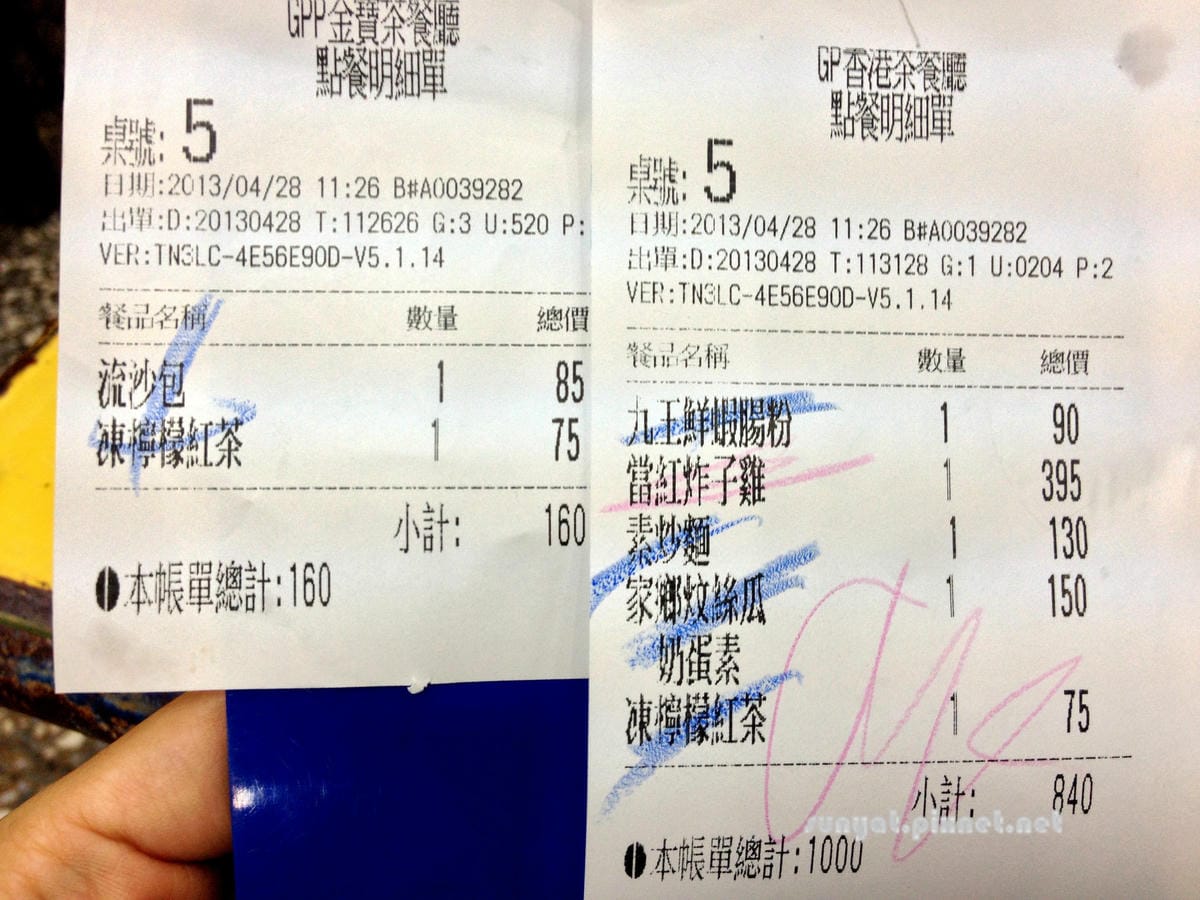 GPP金寶茶餐廳
點餐明細單
桌號: 5
日期:2013/04/28 11:26 B#A0039282
出單:D:20130428 T:112626 G:3 U:520 P:
VER:TN3LC-4E56E90D-V5.1.14
餐品名稱 數量 總價
流沙包 1 85
凍檸檬紅茶 1 75
小計: 160
本帳單總計:160
GP香港茶餐廳
點餐明細單
桌號: 5
日期:2013/04/28 11:26 B#A0039282
出單:D:20130428 T:113128 G:1 U:0204 P:2
VER:TN3LC-4E56E90D-V5.1.14
餐品名稱 數量 總價
九王鮮蝦腸粉 1 90
當紅炸子雞 1 395
素炒麵 1 130
家鄉炆絲瓜 1 150
奶蛋素
凍檸檬紅茶 1 75
小計: 840
sunyat.pixnet.net
本帳單總計:1000